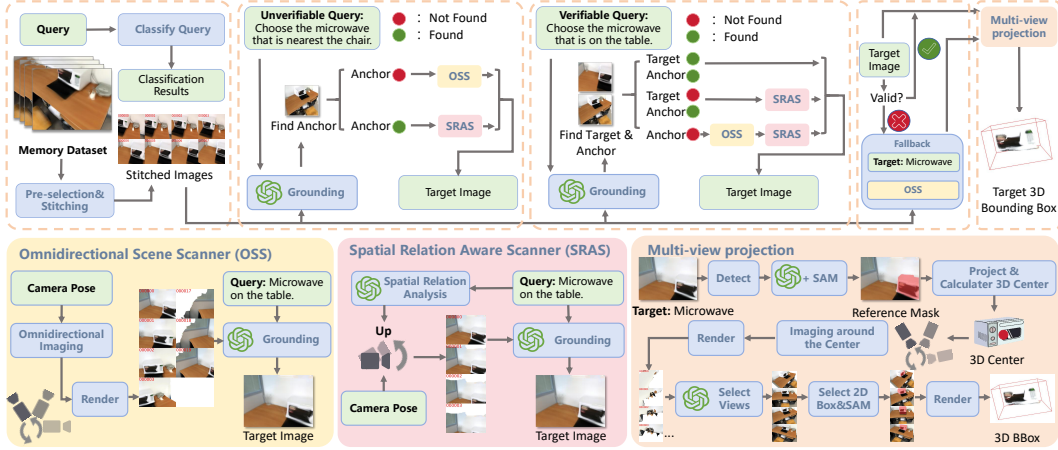 Query
Classify Query
Classification
Results
Memory Dataset
Stitched Images
Pre-selection&
Stitching
Unverifiable Query:
Choose the microwave
that is nearest the chair.
: Not Found
: Found
Anchor
OSS
Find Anchor
Anchor
SRAS
Grounding
Target Image
Verifiable Query:
Choose the microwave
that is on the table.
: Not Found
: Found
Target
Anchor
Target
Anchor
SRAS
Find Target &
Anchor
Anchor
OSS
SRAS
Grounding
Target Image
Target
Image
Valid?
Fallback
Target: Microwave
OSS
Multi-view
projection
Target 3D
Bounding Box
Omnidirectional Scene Scanner (OSS)
Camera Pose
Omnidirectional
Imaging
Render
Query: Microwave
on the table.
Grounding
Target Image
Spatial Relation Aware Scanner (SRAS)
Spatial Relation
Analysis
Query: Microwave
on the table.
Up
Camera Pose
Grounding
Target Image
Multi-view projection
Detect
+ SAM
Project &
Calculater 3D Center
Target: Microwave
Reference Mask
Render
Imaging around
the Center
3D Center
Select
Views
Select 2D
Box&SAM
Render
...
3D BBox